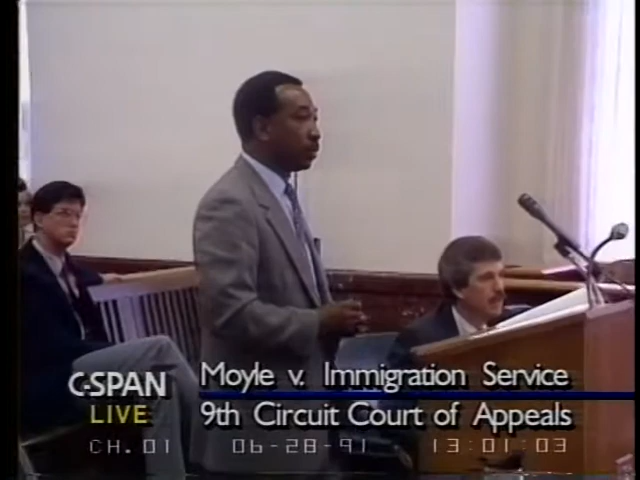 C-SPAN
LIVE
Moyle v. Immigration Service
9th Circuit Court of Appeals
CH. 01 06-28-91 13:01:03